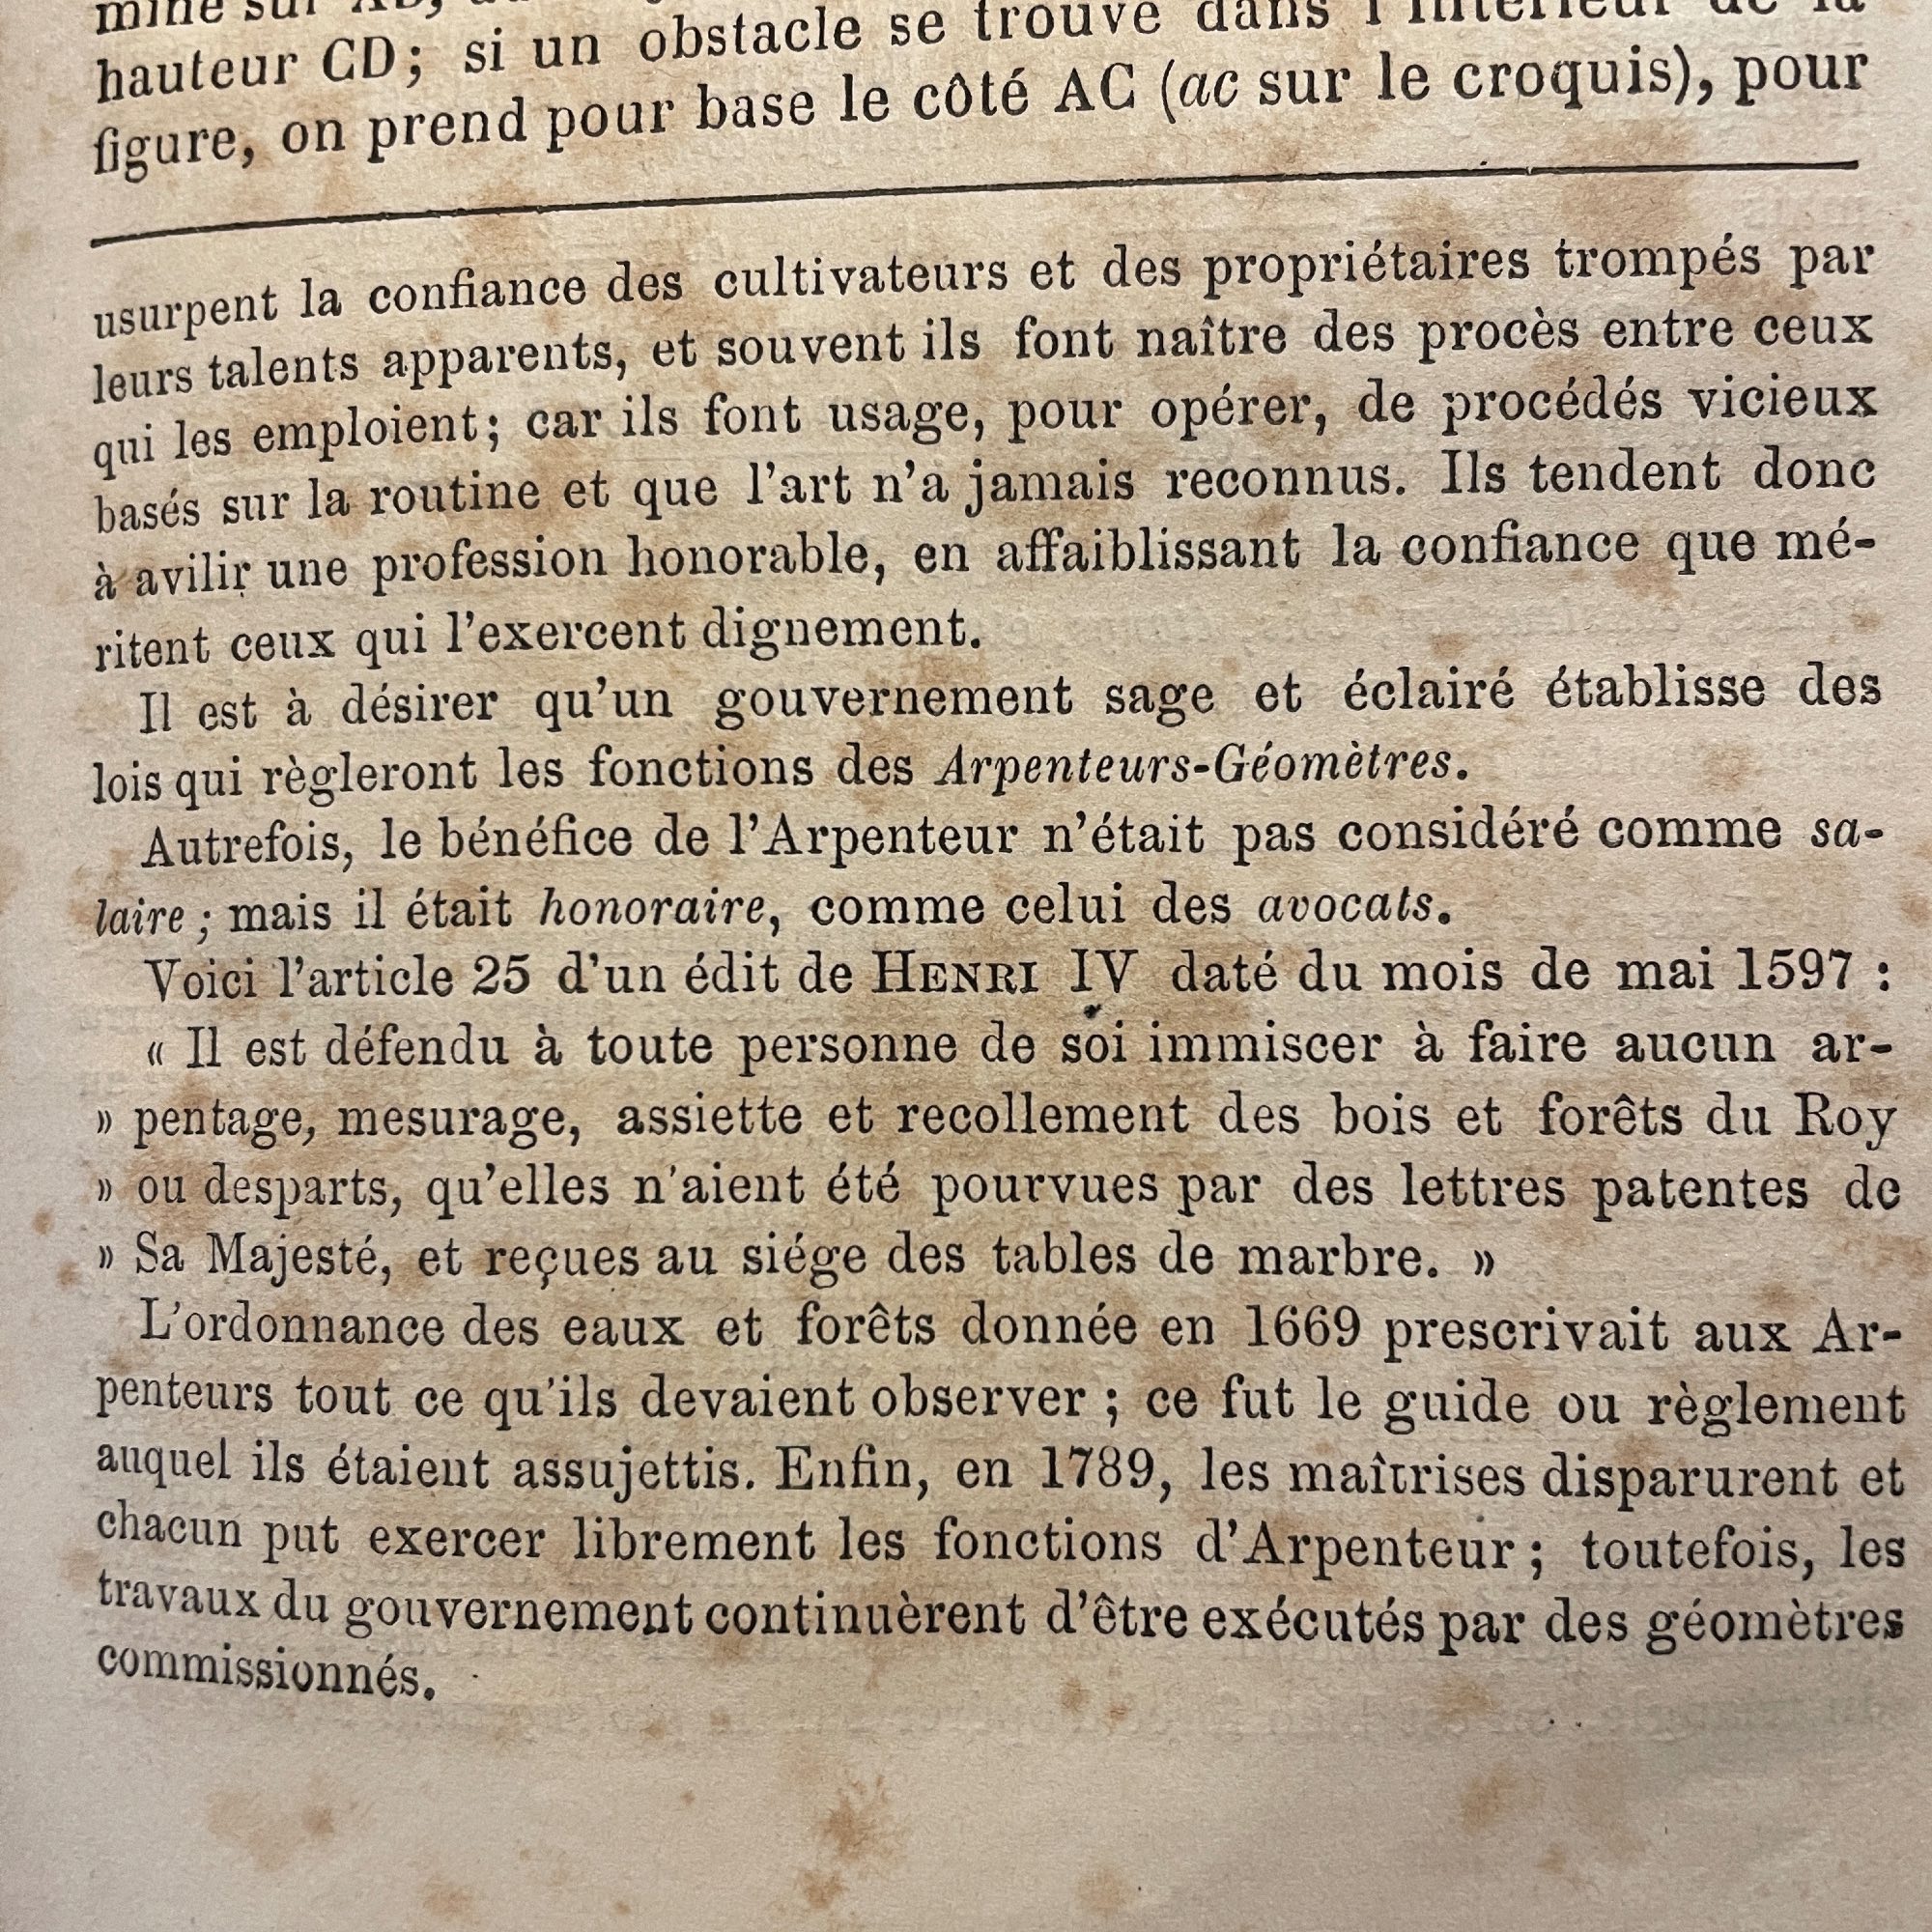 mine sur AB,
hauteur CD; si un obstacle se trouve dans l'intérieur de la
figure, on prend pour base le côté AC (ac sur le croquis), pour
usurpent la confiance des cultivateurs et des propriétaires trompés par
leurs talents apparents, et souvent ils font naître des procès entre ceux
qui les emploient; car ils font usage, pour opérer, de procédés vicieux
basés sur la routine et que l'art n'a jamais reconnus. Ils tendent donc
à avilir une profession honorable, en affaiblissant la confiance que mé-
ritent ceux qui l'exercent dignement.
Il est à désirer qu'un gouvernement sage et éclairé établisse des
lois qui règleront les fonctions des Arpenteurs-Géomètres.
Autrefois, le bénéfice de l'Arpenteur n'était pas considéré comme sa-
laire; mais il était honoraire, comme celui des avocats.
Voici l'article 25 d'un édit de HENRI IV daté du mois de mai 1597 :
« Il est défendu à toute personne de soi immiscer à faire aucun ar-
» pentage, mesurage, assiette et recollement des bois et forêts du Roy
» ou desparts, qu'elles n'aient été pourvues par des lettres patentes de
» Sa Majesté, et reçues au siége des tables de marbre. »
L'ordonnance des eaux et forêts donnée en 1669 prescrivait aux Ar-
penteurs tout ce qu'ils devaient observer ; ce fut le guide ou règlement
auquel ils étaient assujettis. Enfin, en 1789, les maîtrises disparurent et
chacun put exercer librement les fonctions d'Arpenteur ; toutefois, les
travaux du gouvernement continuèrent d'être exécutés par des géomètres
commissionnés.